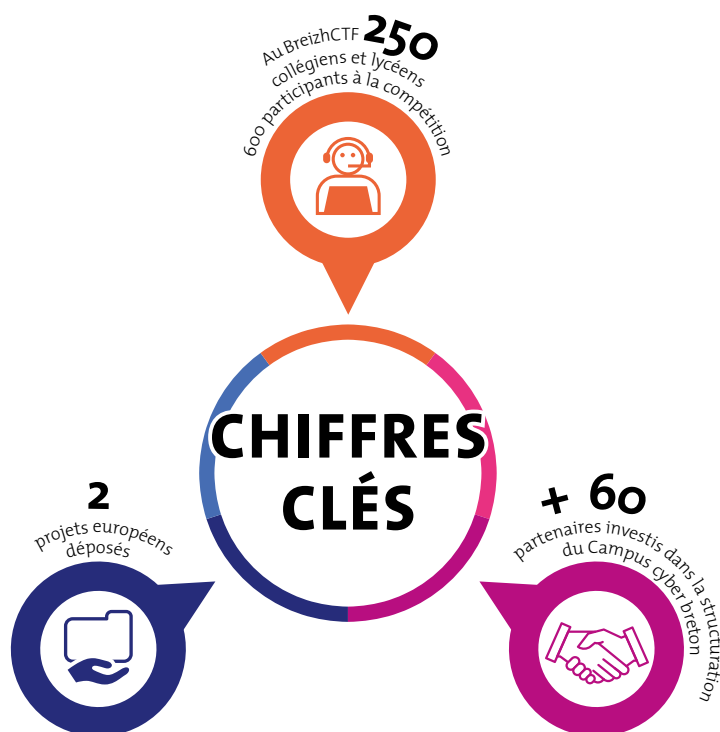 Au BreizhCTF 250
collégiens et lycéens
600 participants à la compétition
CHIFFRES
CLÉS
2
projets européens
déposés
+ 60
partenaires investis dans la structuration
du Campus cyber breton